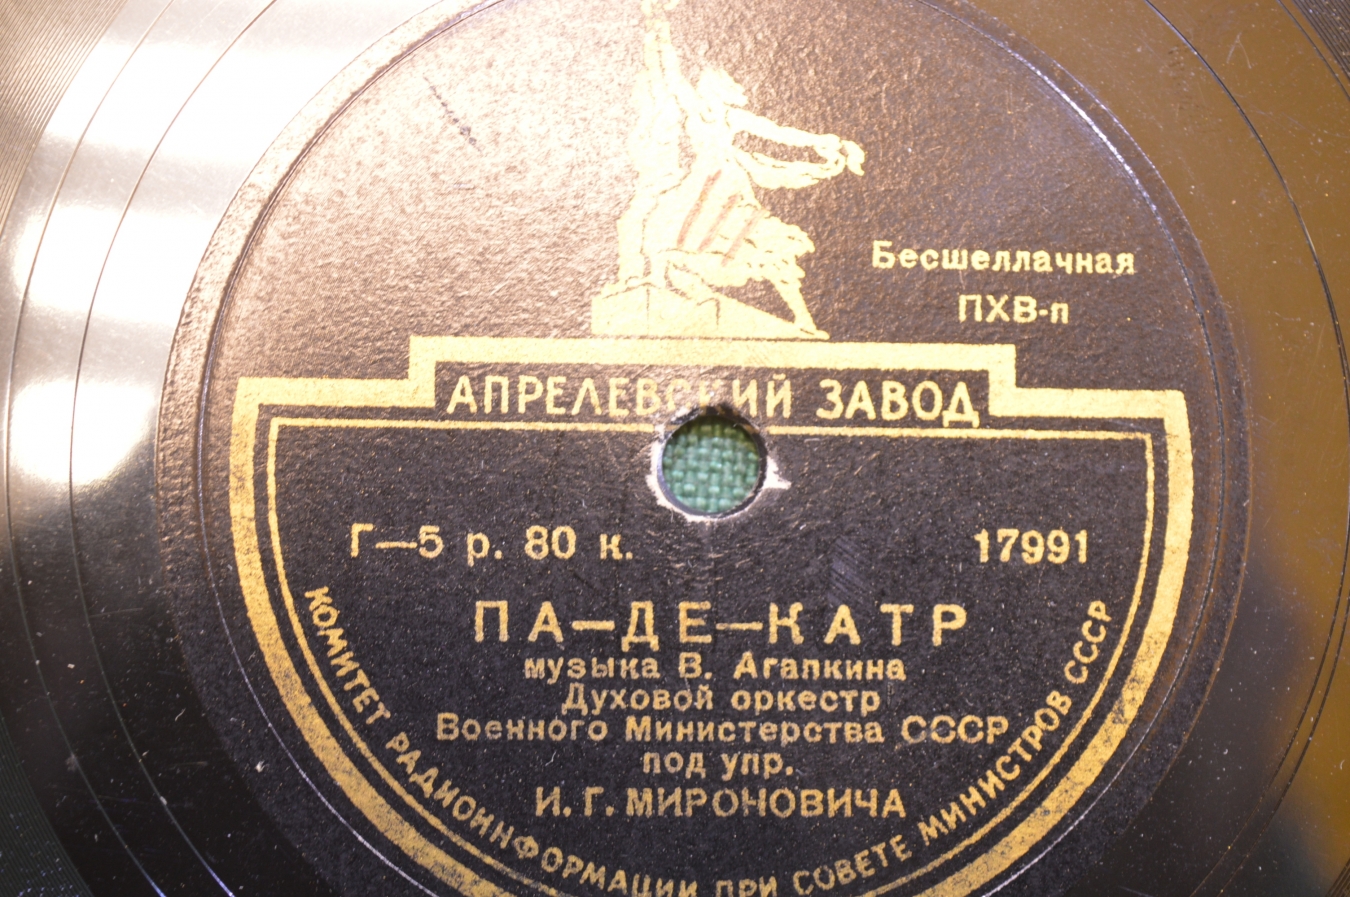 Бесшеллачная
ПХВ-п
АПРЕЛЕВСКИЙ ЗАВОД
Г—5 р. 80 к.
17991
ПА—ДЕ—КАТР
музыка В. Агапкина
Духовой оркестр
Военного Министерства СССР
под упр.
И. Г. МИРОНОВИЧА
КОМИТЕТ РАДИОИНФОРМАЦИИ ПРИ СОВЕТЕ МИНИСТРОВ СССР